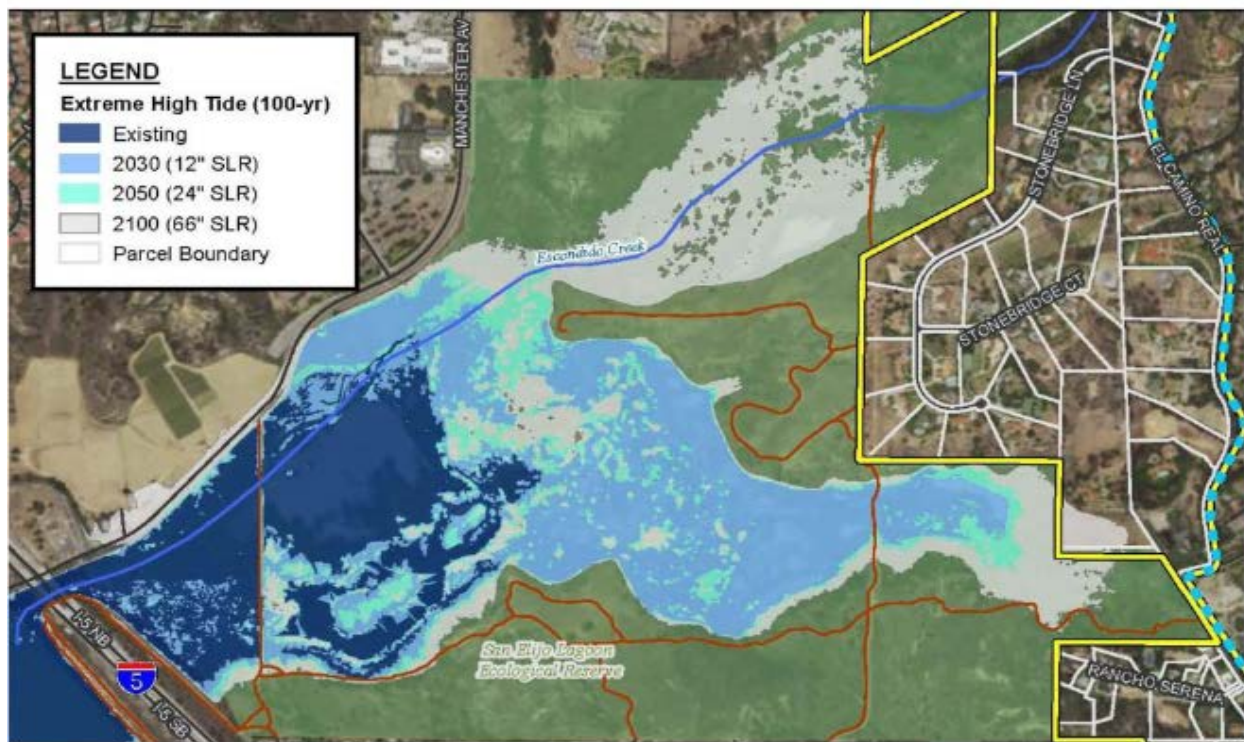 LEGEND
Extreme High Tide (100-yr)
Existing
2030 (12" SLR)
2050 (24" SLR)
2100 (66" SLR)
Parcel Boundary
MANCHESTER AV
STONEBRIDGE LN
EL CAMINO REAL
Escondido Creek
STONEBRIDGE CT
San Elijo Lagoon
Ecological Reserve
I-5 NB
5
I-5 SB
RANCHO SERENA